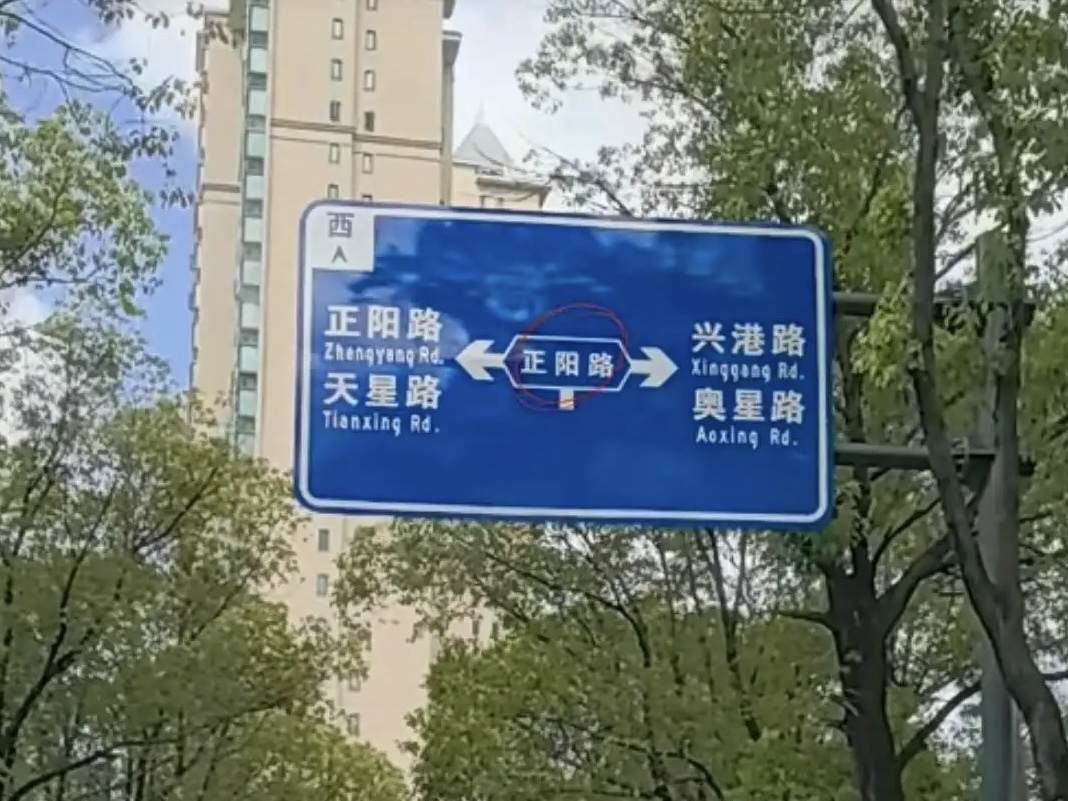 西
正阳路
Zhengyang Rd.
天星路
Tianxing Rd.
正阳路
兴港路
Xinggang Rd.
奥星路
Aoxing Rd.